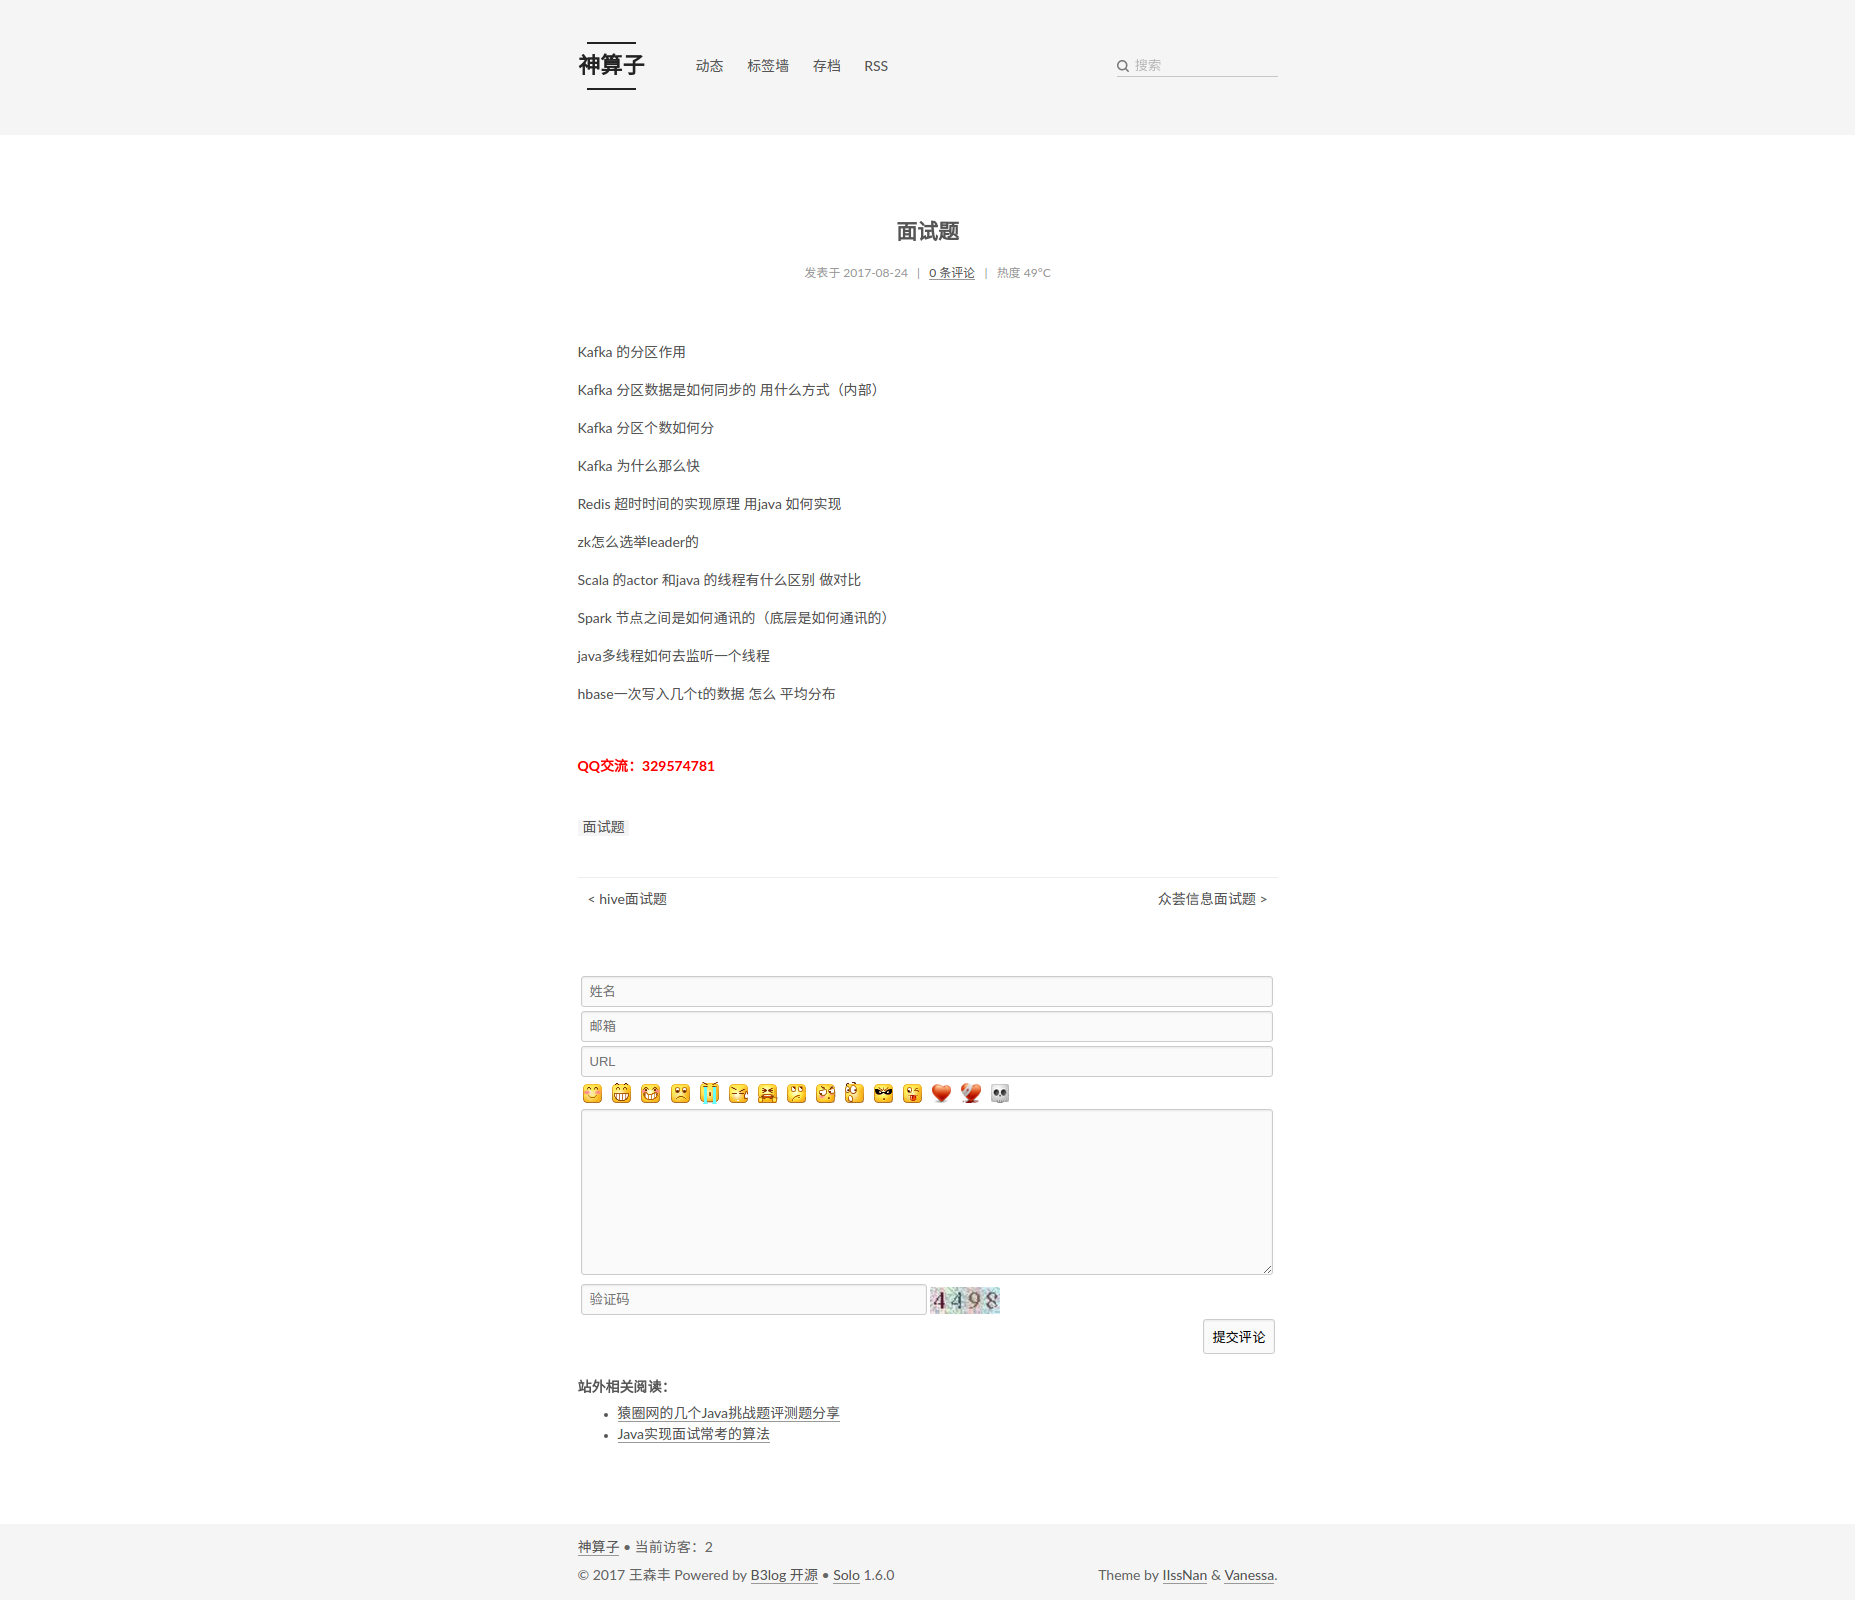 神算子
动态 标签墙 存档 RSS
搜索
面试题
发表于 2017-08-24 | 0 条评论 | 热度 49°C
Kafka 的分区作用
Kafka 分区数据是如何同步的 用什么方式（内部）
Kafka 分区个数如何分
Kafka 为什么那么快
Redis 超时时间的实现原理 用java 如何实现
zk怎么选举leader的
Scala 的actor 和java 的线程有什么区别 做对比
Spark 节点之间是如何通讯的（底层是如何通讯的）
java多线程如何去监听一个线程
hbase一次写入几个t的数据 怎么 平均分布
QQ交流：329574781
面试题
< hive面试题
众荟信息面试题 >
姓名
邮箱
URL
验证码
4498
提交评论
站外相关阅读：
猿圈网的几个Java挑战题评测题分享
Java实现面试常考的算法
神算子 • 当前访客：2
© 2017 王森丰 Powered by B3log 开源 • Solo 1.6.0
Theme by IIssNan & Vanessa.